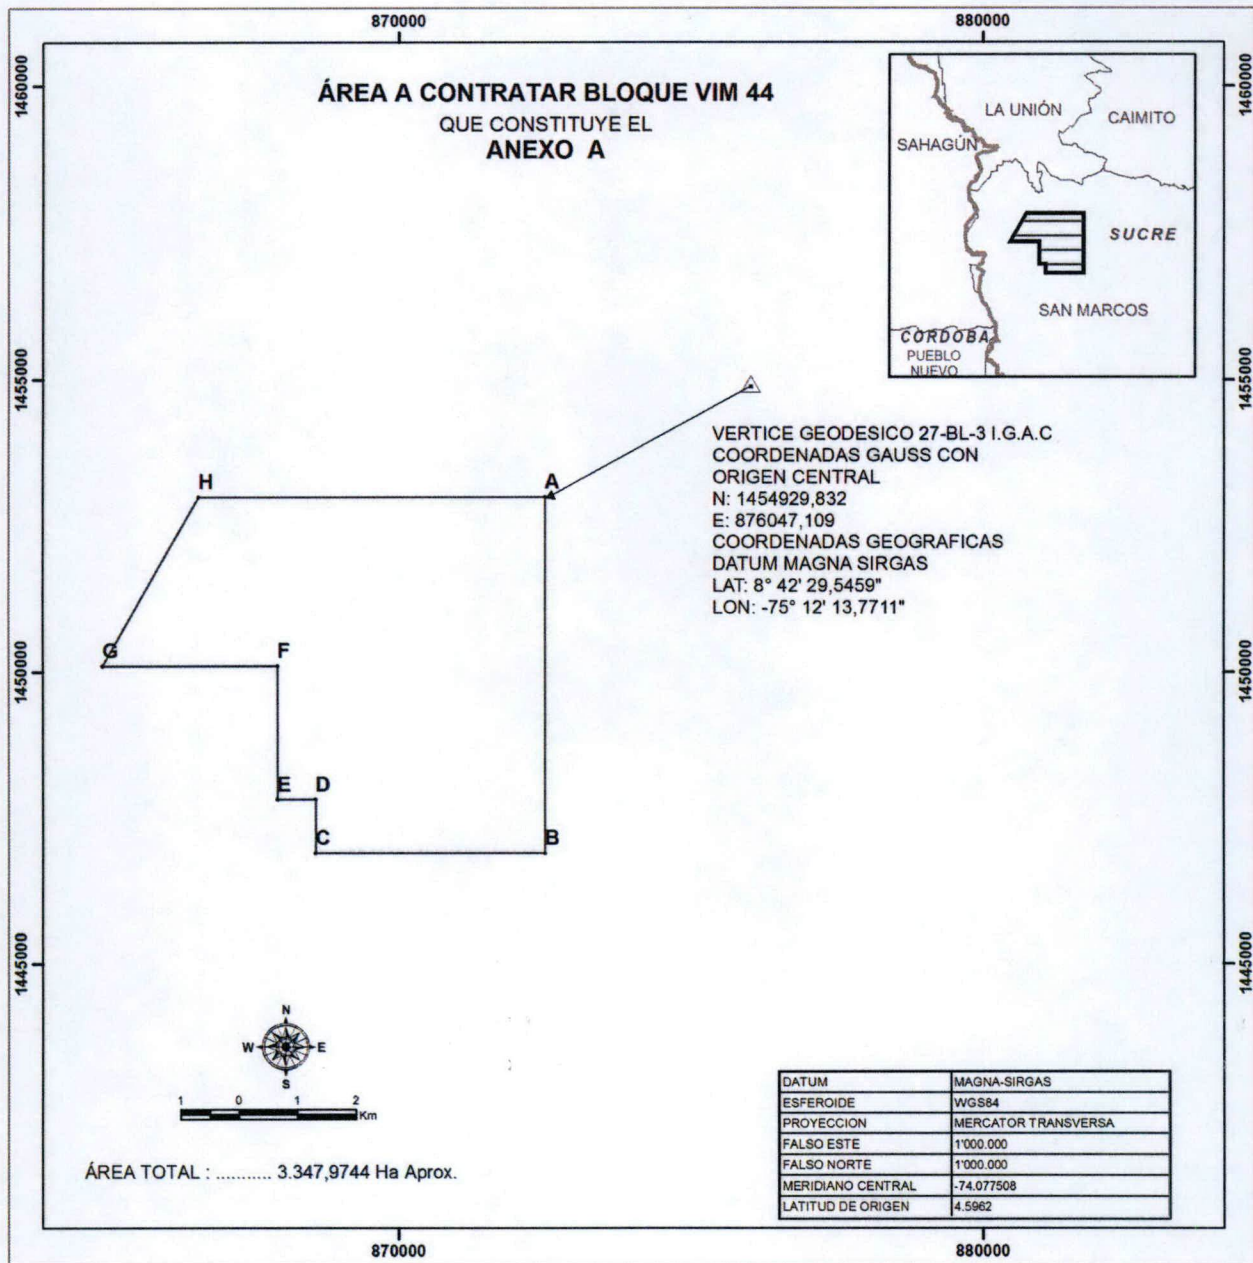 870000
880000
1460000
1460000
ÁREA A CONTRATAR BLOQUE VIM 44
QUE CONSTITUYE EL
ANEXO A
LA UNIÓN
CAIMITO
SAHAGÚN
SUCRE
SAN MARCOS
CORDOBA
PUEBLO
NUEVO
1455000
1455000
VERTICE GEODESICO 27-BL-3 I.G.A.C
COORDENADAS GAUSS CON
ORIGEN CENTRAL
N: 1454929,832
E: 876047,109
COORDENADAS GEOGRAFICAS
DATUM MAGNA SIRGAS
LAT: 8° 42' 29,5459"
LON: -75° 12' 13,7711"
H
A
G
F
1450000
1450000
E
D
C
B
1445000
1445000
N
W
E
S
1 0 1 2
Km
ÁREA TOTAL : ........... 3.347,9744 Ha Aprox.
DATUM MAGNA-SIRGAS
ESFEROIDE WGS84
PROYECCION MERCATOR TRANSVERSA
FALSO ESTE 1'000.000
FALSO NORTE 1'000.000
MERIDIANO CENTRAL -74.077508
LATITUD DE ORIGEN 4.5962
870000
880000